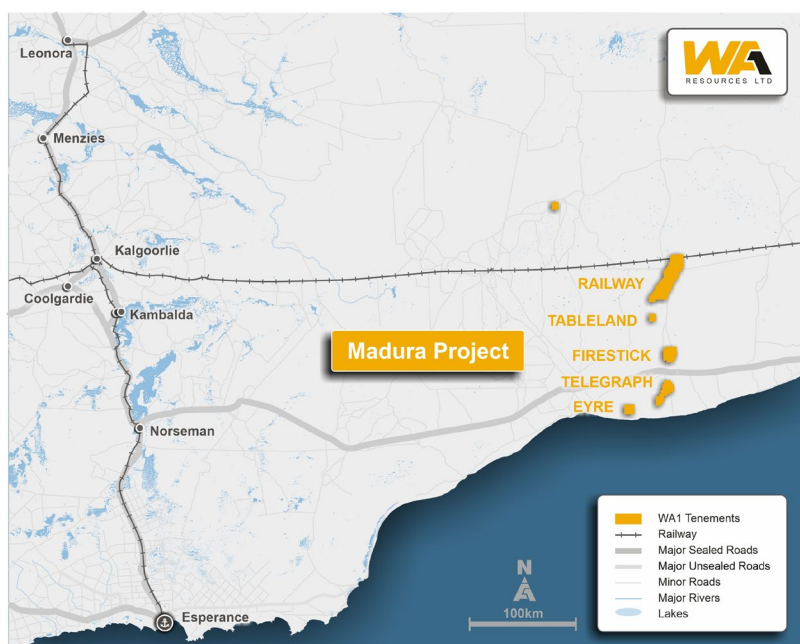 Leonora
WA1
RESOURCES LTD
Menzies
Kalgoorlie
Coolgardie
Kambalda
RAILWAY
TABLELAND
Madura Project
FIRESTICK
TELEGRAPH
EYRE
Norseman
WA1 Tenements
Railway
Major Sealed Roads
Major Unsealed Roads
Minor Roads
Major Rivers
Lakes
N
100km
Esperance